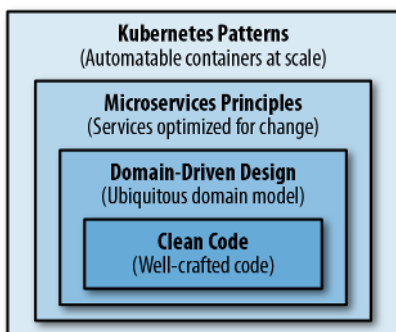 Kubernetes Patterns
(Automatable containers at scale)
Microservices Principles
(Services optimized for change)
Domain-Driven Design
(Ubiquitous domain model)
Clean Code
(Well-crafted code)